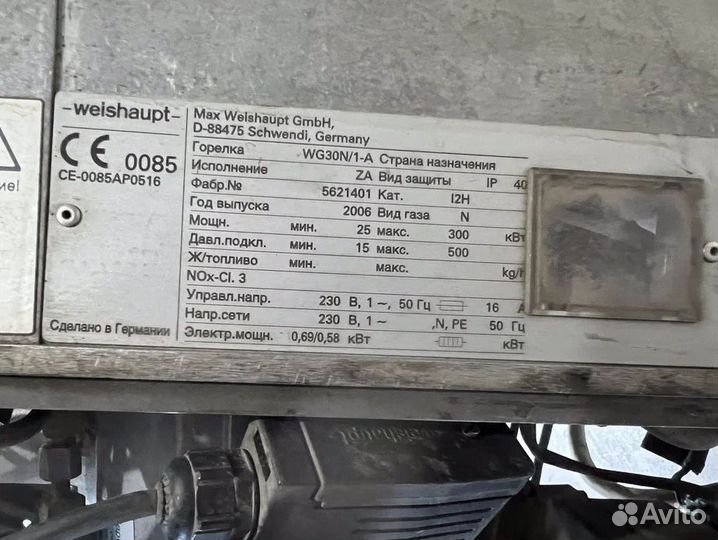 -weishaupt-
CE 0085
CE-0085AP0516
Сделано в Германии
Max Weishaupt GmbH,
D-88475 Schwendi, Germany
Горелка WG30N/1-A Страна назначения
Исполнение ZA Вид защиты IP 40
Фабр.№ 5621401 Кат. I2H
Год выпуска 2006 Вид газа N
Мощн. мин. 25 макс. 300 кВт
Давл.подкл. мин. 15 макс. 500
Ж/топливо мин. макс. kg/h
NOx-Cl. 3
Управл.напр. 230 В, 1 ~, 50 Гц 16 А
Напр.сети 230 В, 1 ~ ,N, PE 50 Гц
Электр.мощн. 0,69/0,58 кВт кВт
weishaupt
Avito